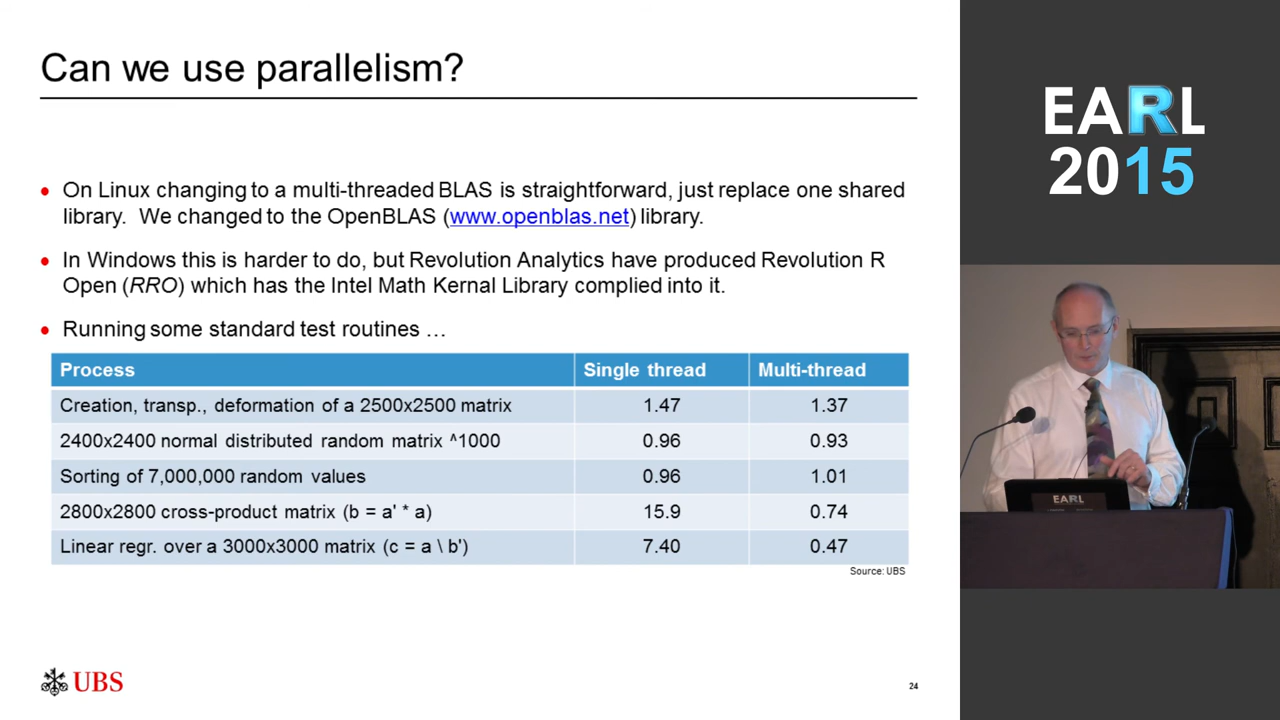 Can we use parallelism?
On Linux changing to a multi-threaded BLAS is straightforward, just replace one shared
library. We changed to the OpenBLAS (www.openblas.net) library.
In Windows this is harder to do, but Revolution Analytics have produced Revolution R
Open (RRO) which has the Intel Math Kernal Library complied into it.
Running some standard test routines …
Process Single thread Multi-thread
Creation, transp., deformation of a 2500x2500 matrix 1.47 1.37
2400x2400 normal distributed random matrix ^1000 0.96 0.93
Sorting of 7,000,000 random values 0.96 1.01
2800x2800 cross-product matrix (b = a' * a) 15.9 0.74
Linear regr. over a 3000x3000 matrix (c = a \ b') 7.40 0.47
Source: UBS
UBS
24
EARL
2015
EARL